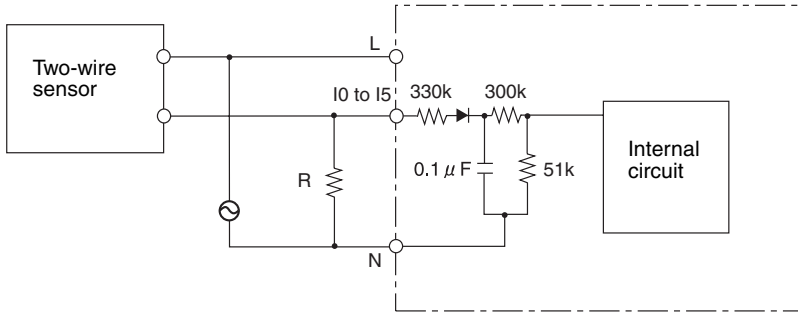 Two-wire
sensor
L
I0 to I5
330k
300k
R
0.1 μF
51k
Internal
circuit
N